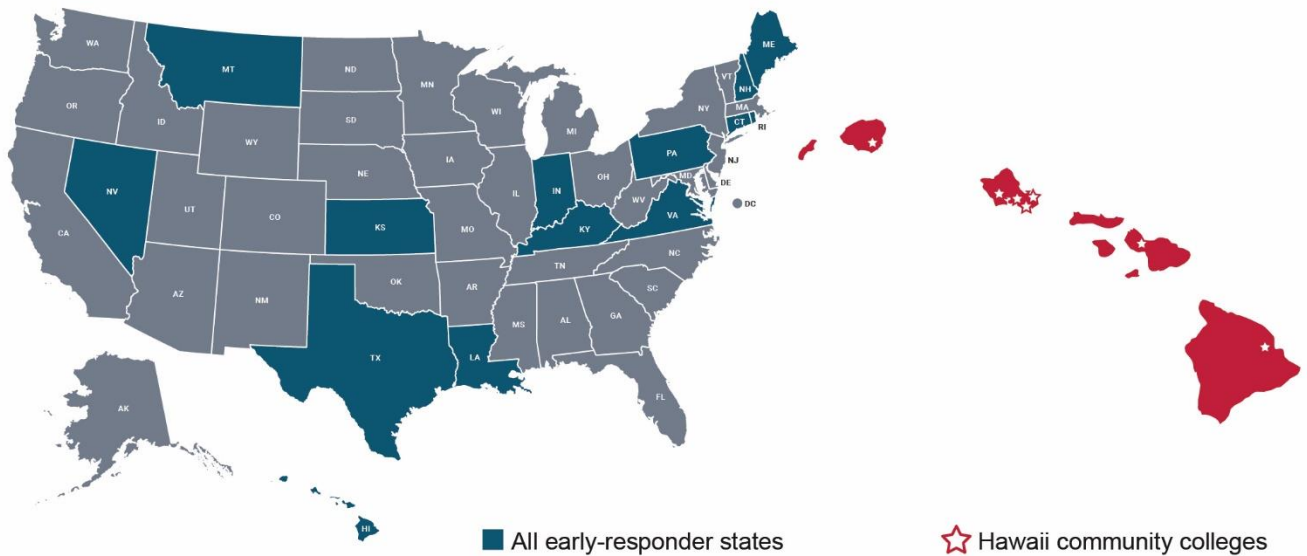 WA
MT
ND
MN
ME
VT
NH
OR
ID
SD
WI
NY
MA
WY
MI
CT
RI
IA
PA
NE
NJ
NV
IL
IN
OH
MD
DE
UT
CO
WV
DC
CA
KS
MO
KY
VA
NC
TN
AZ
NM
OK
AR
SC
MS
AL
GA
TX
LA
FL
AK
HI
All early-responder states
Hawaii community colleges